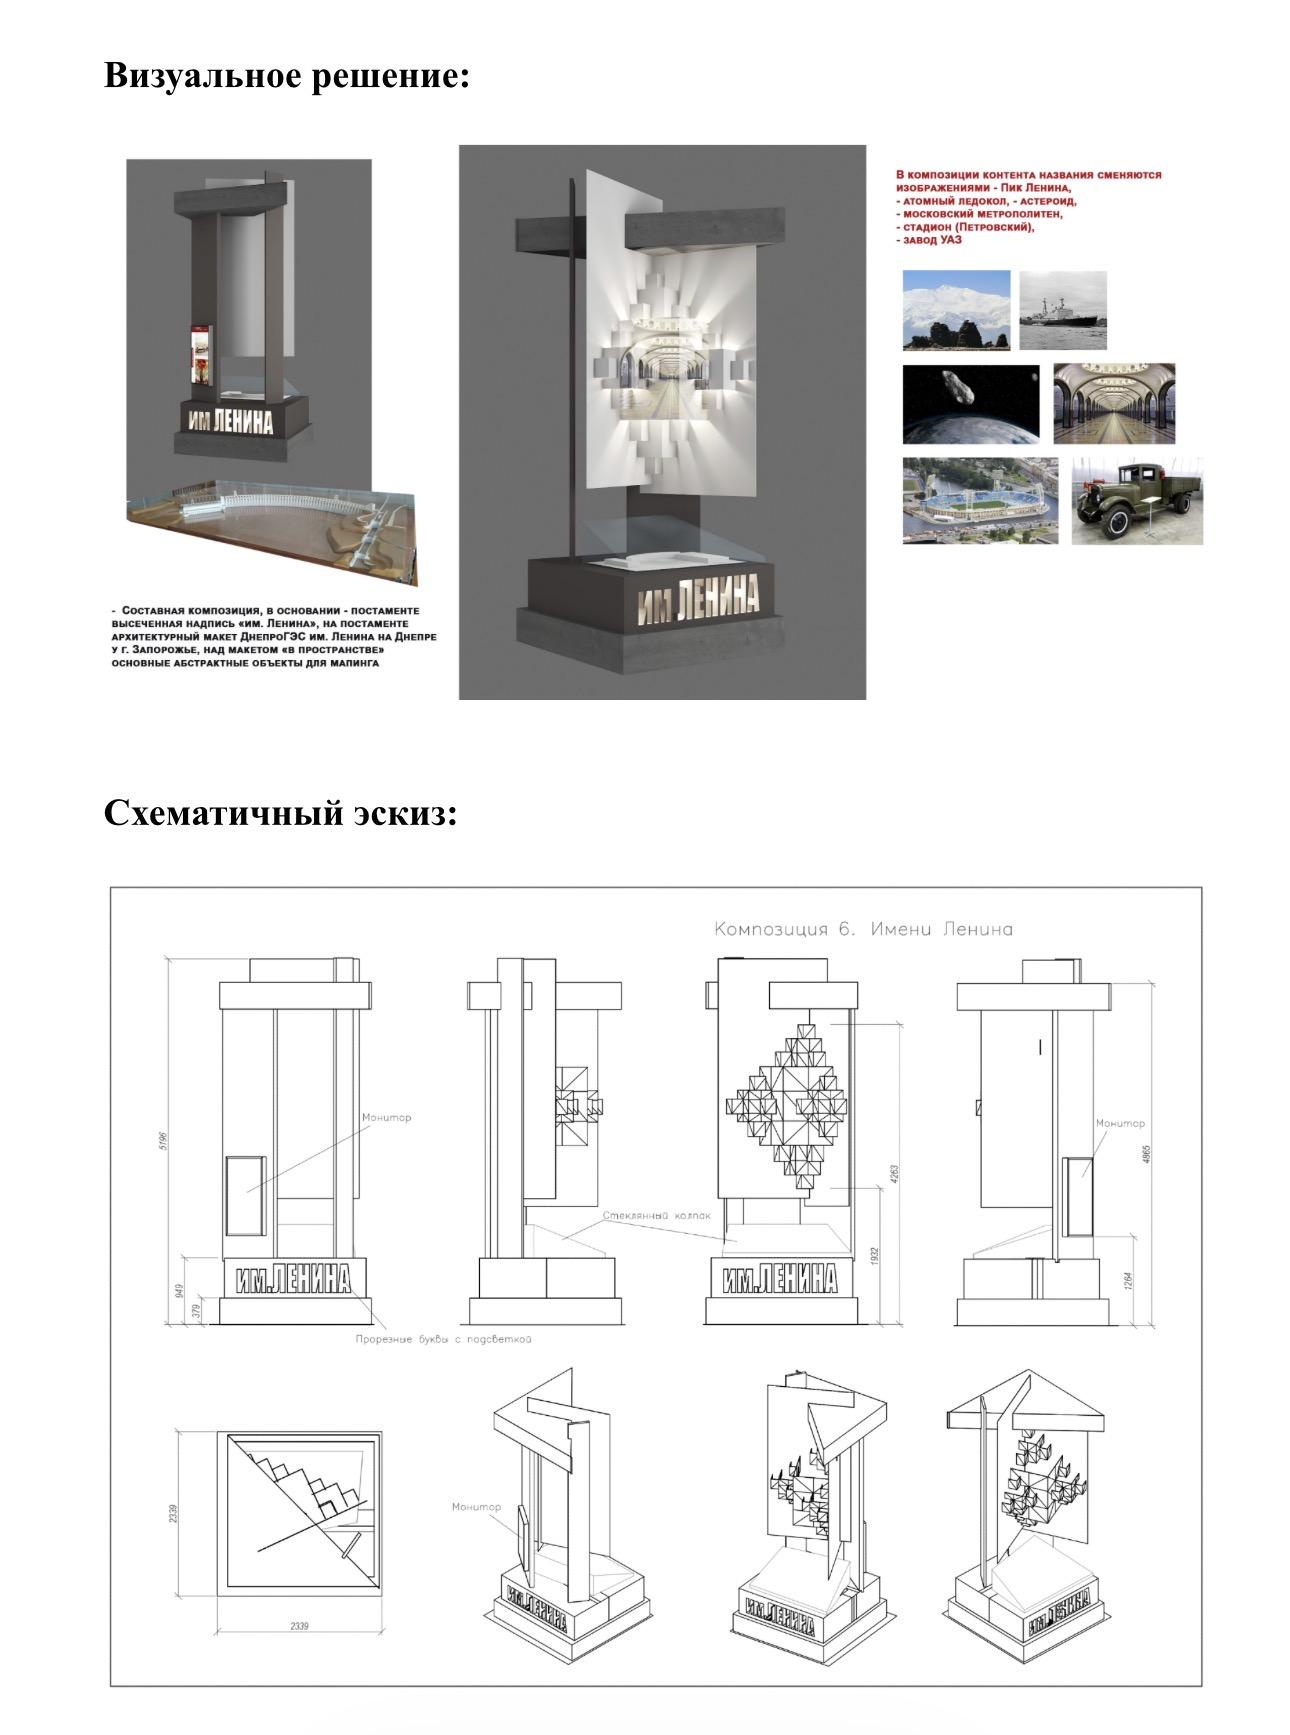 Визуальное решение:
ИМ ЛЕНИНА
- Составная композиция, в основании - постаменте
высеченная надпись «им. Ленина», на постаменте
архитектурный макет ДнепроГЭС им. Ленина на Днепре
у г. Запорожье, над макетом «в пространстве»
основные абстрактные объекты для мапинга
ИМ.ЛЕНИНА
В композиции контента названия сменяются
изображениями - Пик Ленина,
- атомный ледокол, - астероид,
- московский метрополитен,
- стадион (Петровский),
- завод УАЗ
Схематичный эскиз:
Композиция 6. Имени Ленина
5196
Монитор
949
379
им.ЛЕНИНА
Прорезные буквы с подсветкой
Стеклянный колпак
им.ЛЕНИНА
4263
1932
Монитор
4865
1264
2339
2339
Монитор
им.ЛЕНИНА
им.ЛЕНИНА
им.ЛЕНИНА